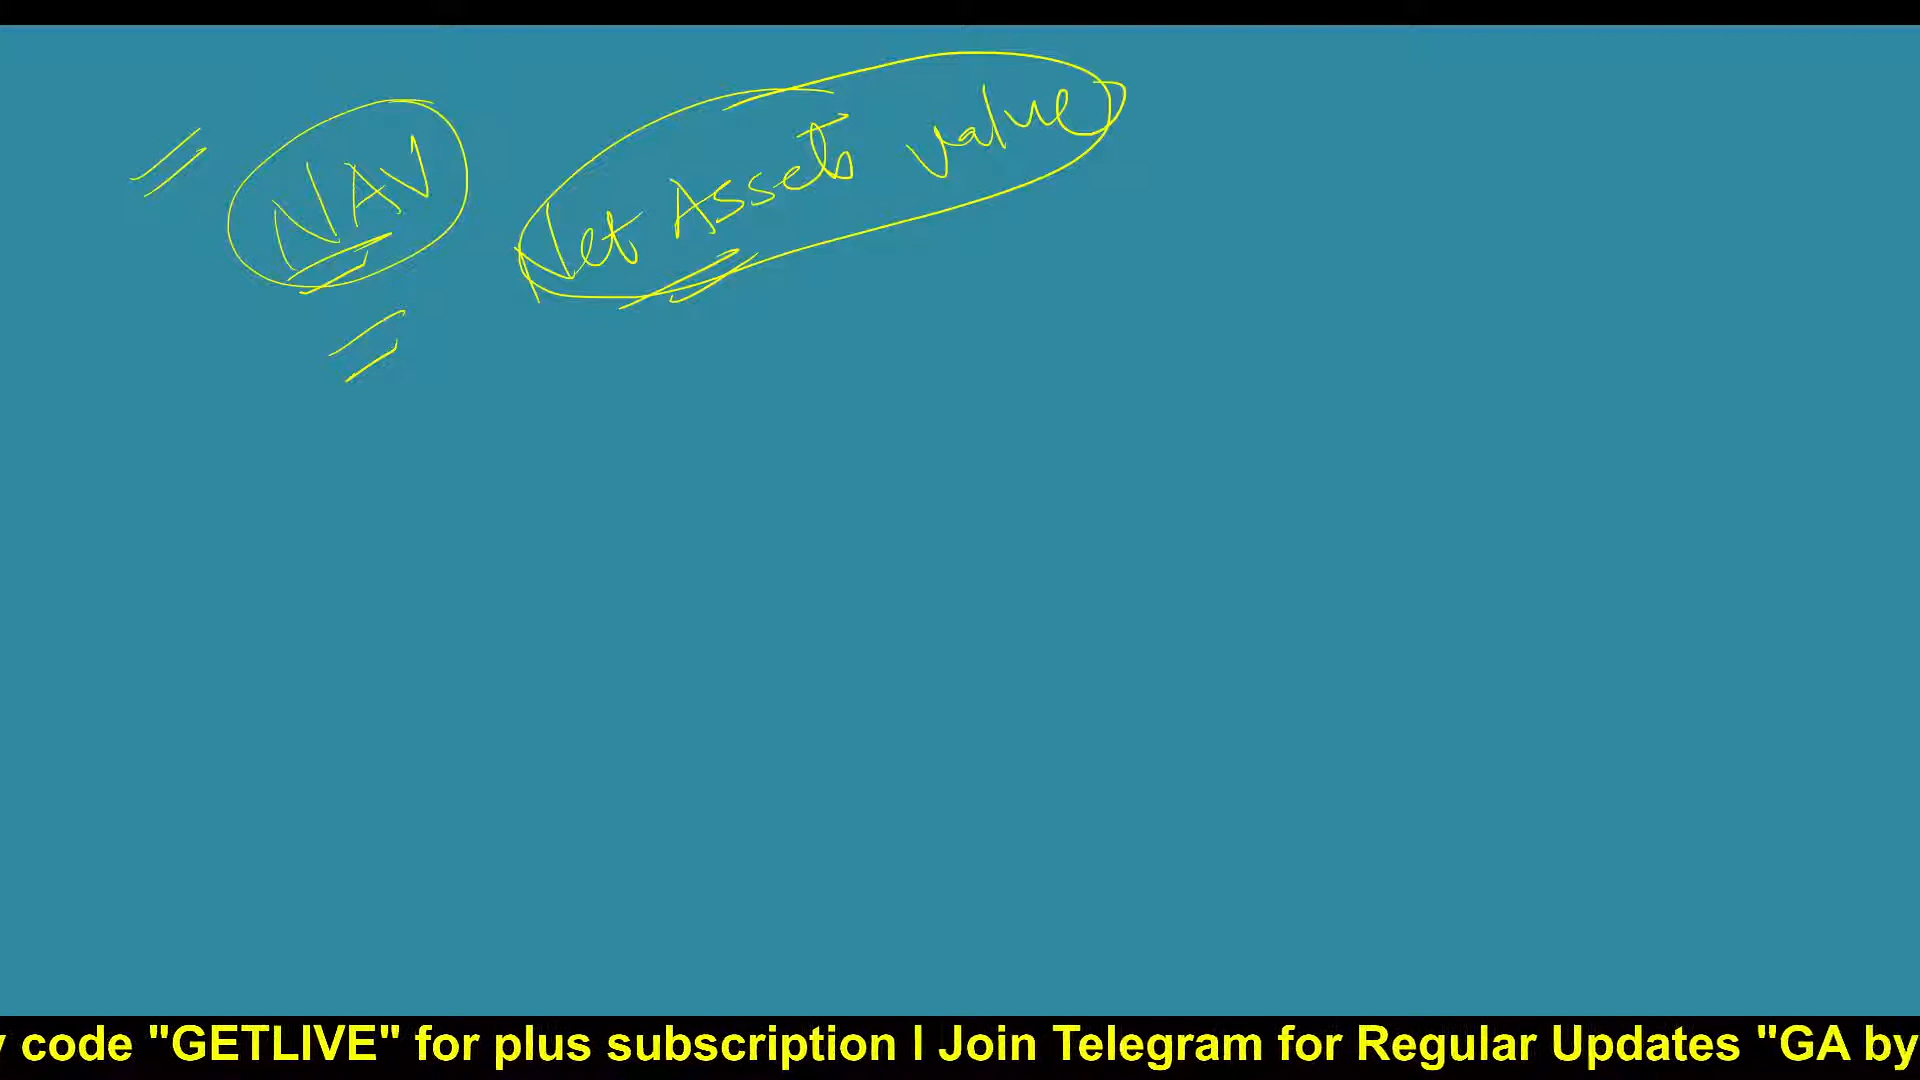 NAV Net Assets value
y code "GETLIVE" for plus subscription l Join Telegram for Regular Updates "GA by